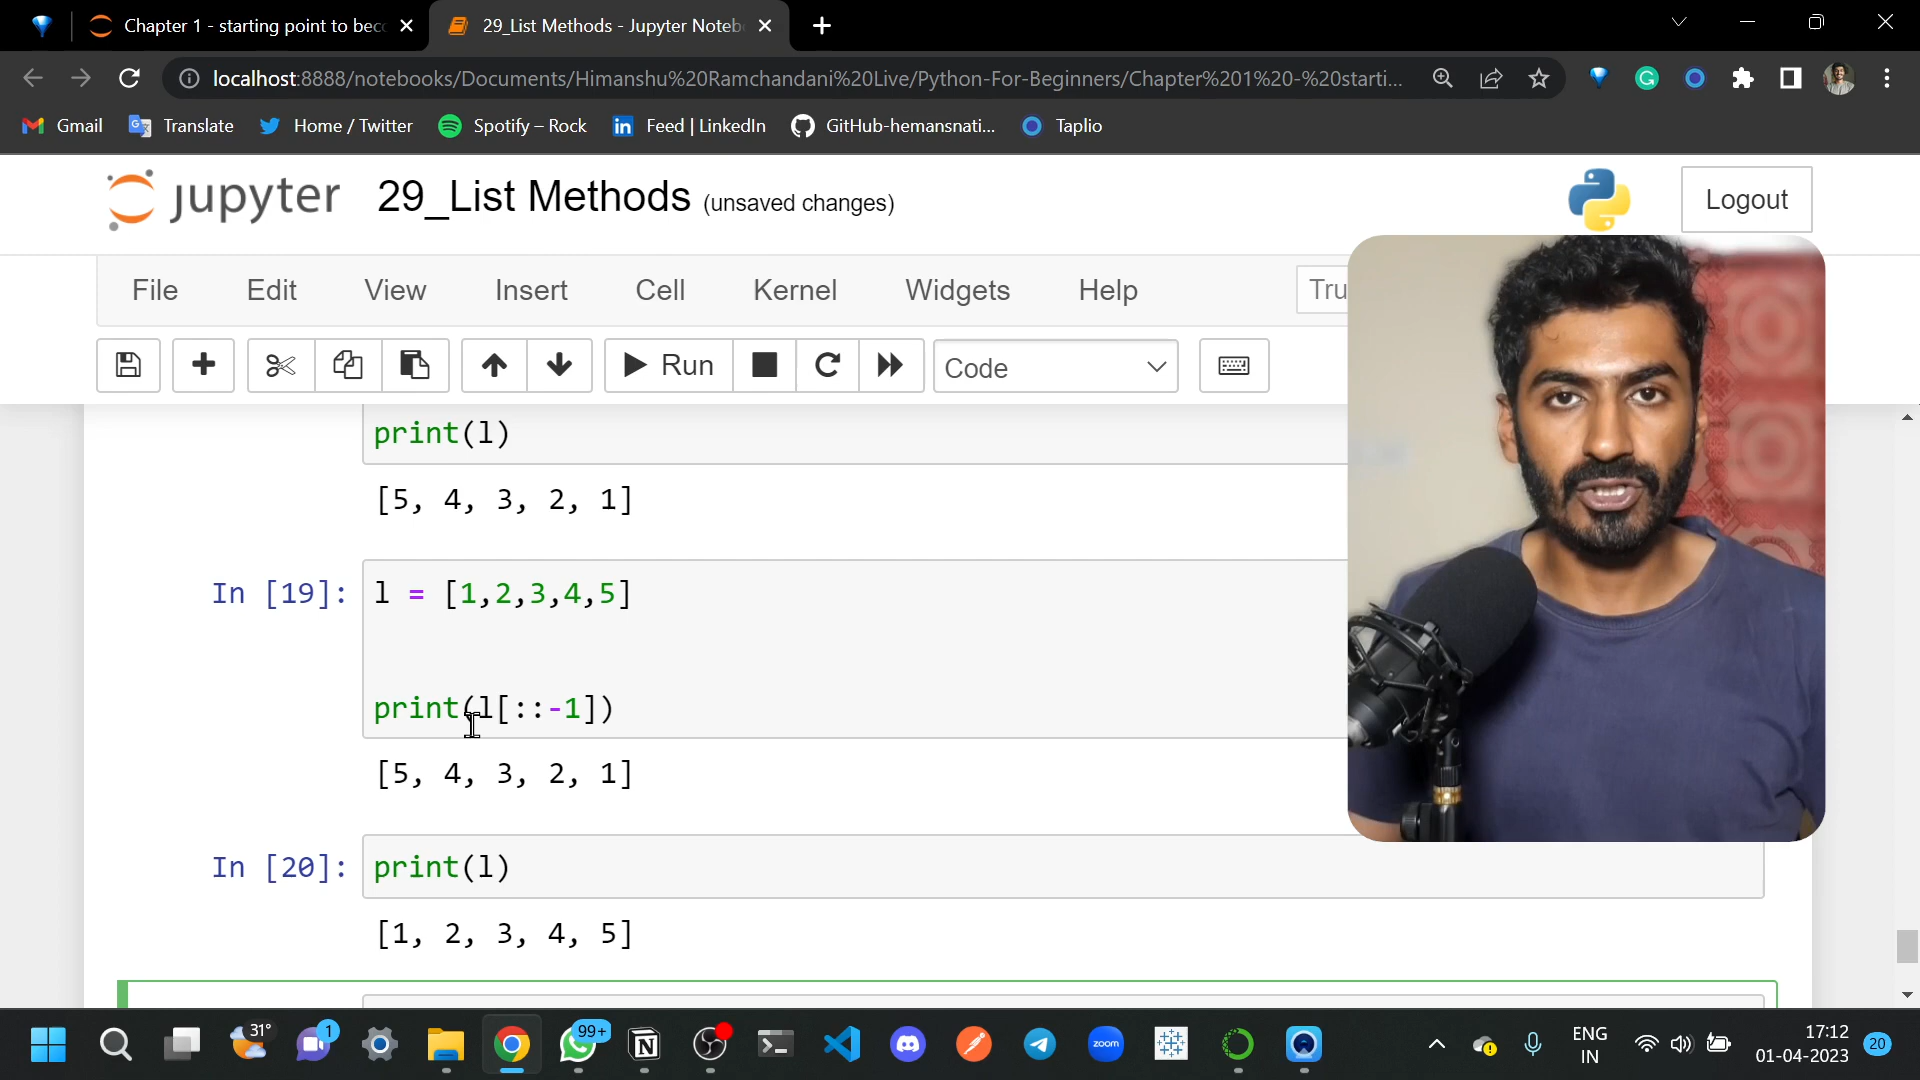 Chapter 1 - starting point to bec
29_List Methods - Jupyter Noteb
localhost:8888/notebooks/Documents/Himanshu%20Ramchandani%20Live/Python-For-Beginners/Chapter%201%20-%20starti...
Gmail Translate Home / Twitter Spotify – Rock Feed | LinkedIn GitHub-hemansnati... Taplio
jupyter 29_List Methods (unsaved changes) Logout
File Edit View Insert Cell Kernel Widgets Help Tru
Run Code
print(l)
[5, 4, 3, 2, 1]
In [19]: l = [1,2,3,4,5]
print(l[::-1])
[5, 4, 3, 2, 1]
In [20]: print(l)
[1, 2, 3, 4, 5]
31° 1 99+ zoom ENG 17:12
IN 01-04-2023 20